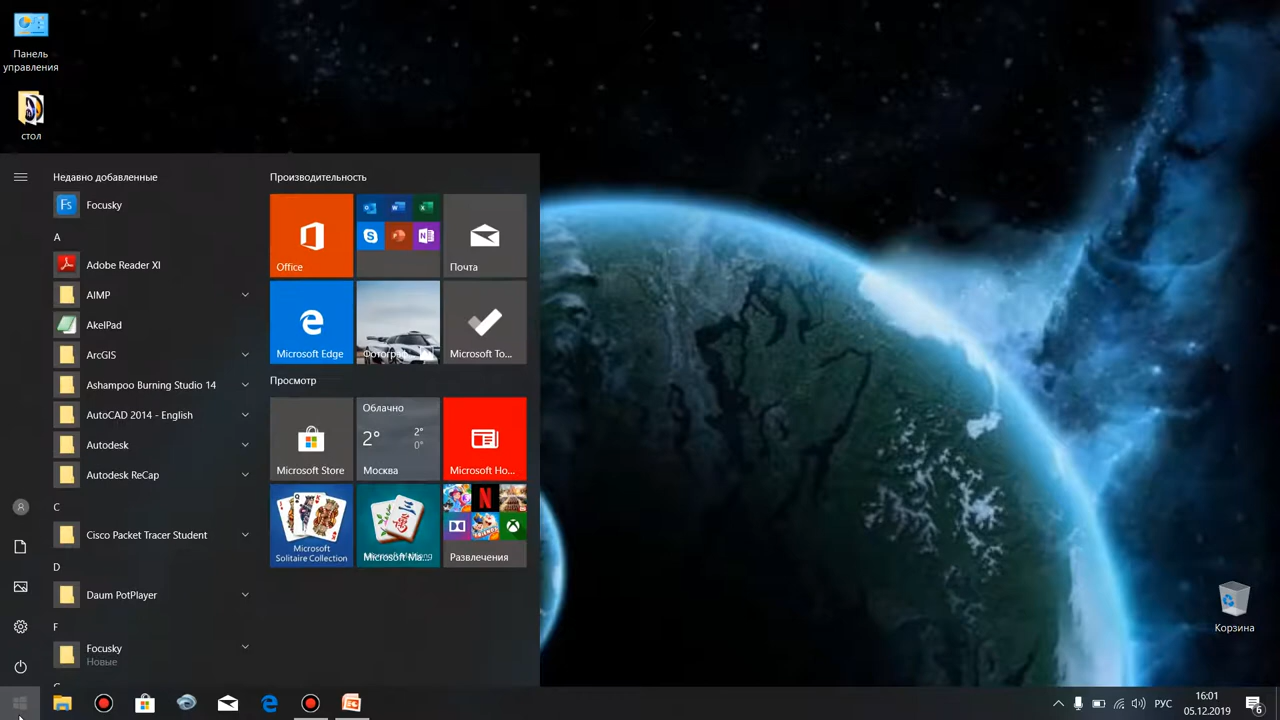 Панель
управления
стол
Недавно добавленные
Focusky
A
Adobe Reader XI
AIMP
AkelPad
ArcGIS
Ashampoo Burning Studio 14
AutoCAD 2014 - English
Autodesk
Autodesk ReCap
C
Cisco Packet Tracer Student
D
Daum PotPlayer
F
Focusky
Новые
Производительность
Office
Почта
Microsoft Edge
Microsoft To...
Просмотр
Microsoft Store
Облачно
2°
2°
0°
Москва
Microsoft Но...
Microsoft
Solitaire Collection
Microsoft Ma...
Развлечения
Корзина
РУС
16:01
05.12.2019
6